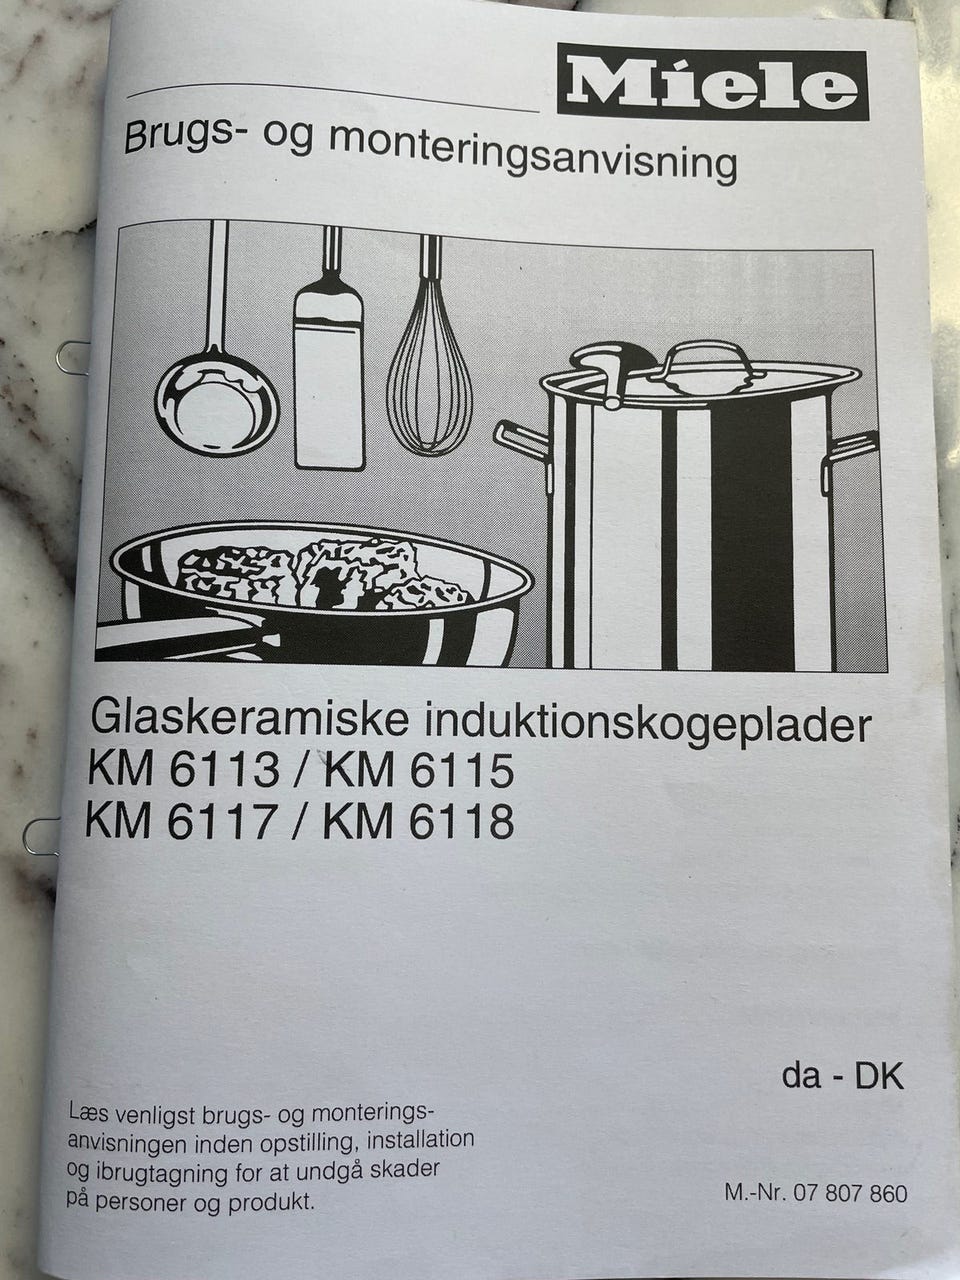 Miele
Brugs- og monteringsanvisning
Glaskeramiske induktionskogeplader
KM 6113 / KM 6115
KM 6117 / KM 6118
da - DK
Læs venligst brugs- og monterings-
anvisningen inden opstilling, installation
og ibrugtagning for at undgå skader
på personer og produkt.
M.-Nr. 07 807 860